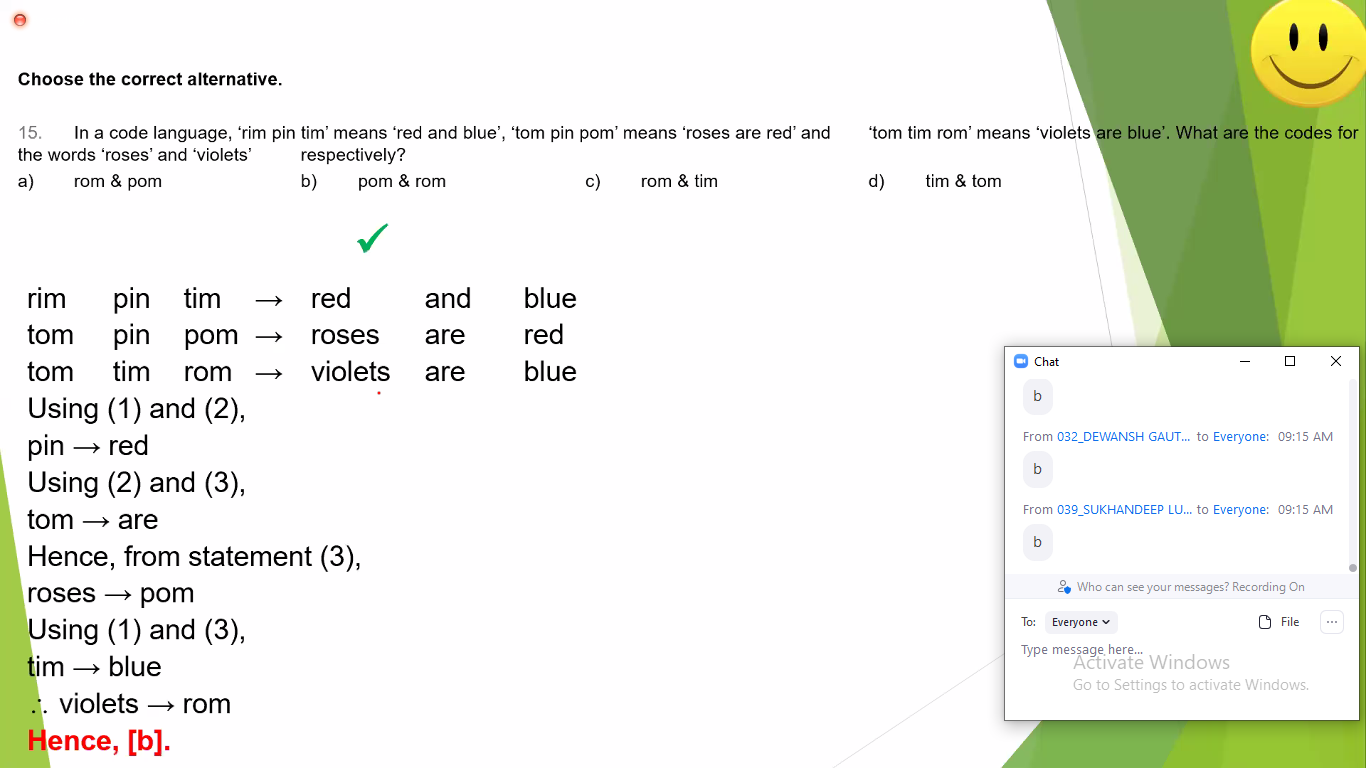 Choose the correct alternative.
15. In a code language, ‘rim pin tim’ means ‘red and blue’, ‘tom pin pom’ means ‘roses are red’ and ‘tom tim rom’ means ‘violets are blue’. What are the codes for
the words ‘roses’ and ‘violets’ respectively?
a) rom & pom b) pom & rom c) rom & tim d) tim & tom
rim pin tim → red and blue
tom pin pom → roses are red
tom tim rom → violets are blue
Using (1) and (2),
pin → red
Using (2) and (3),
tom → are
Hence, from statement (3),
roses → pom
Using (1) and (3),
tim → blue
∴ violets → rom
Hence, [b].
Chat
b
From 032_DEWANSH GAUT... to Everyone: 09:15 AM
b
From 039_SUKHANDEEP LU... to Everyone: 09:15 AM
b
Who can see your messages? Recording On
To: Everyone File ...
Type message here...
Activate Windows
Go to Settings to activate Windows.